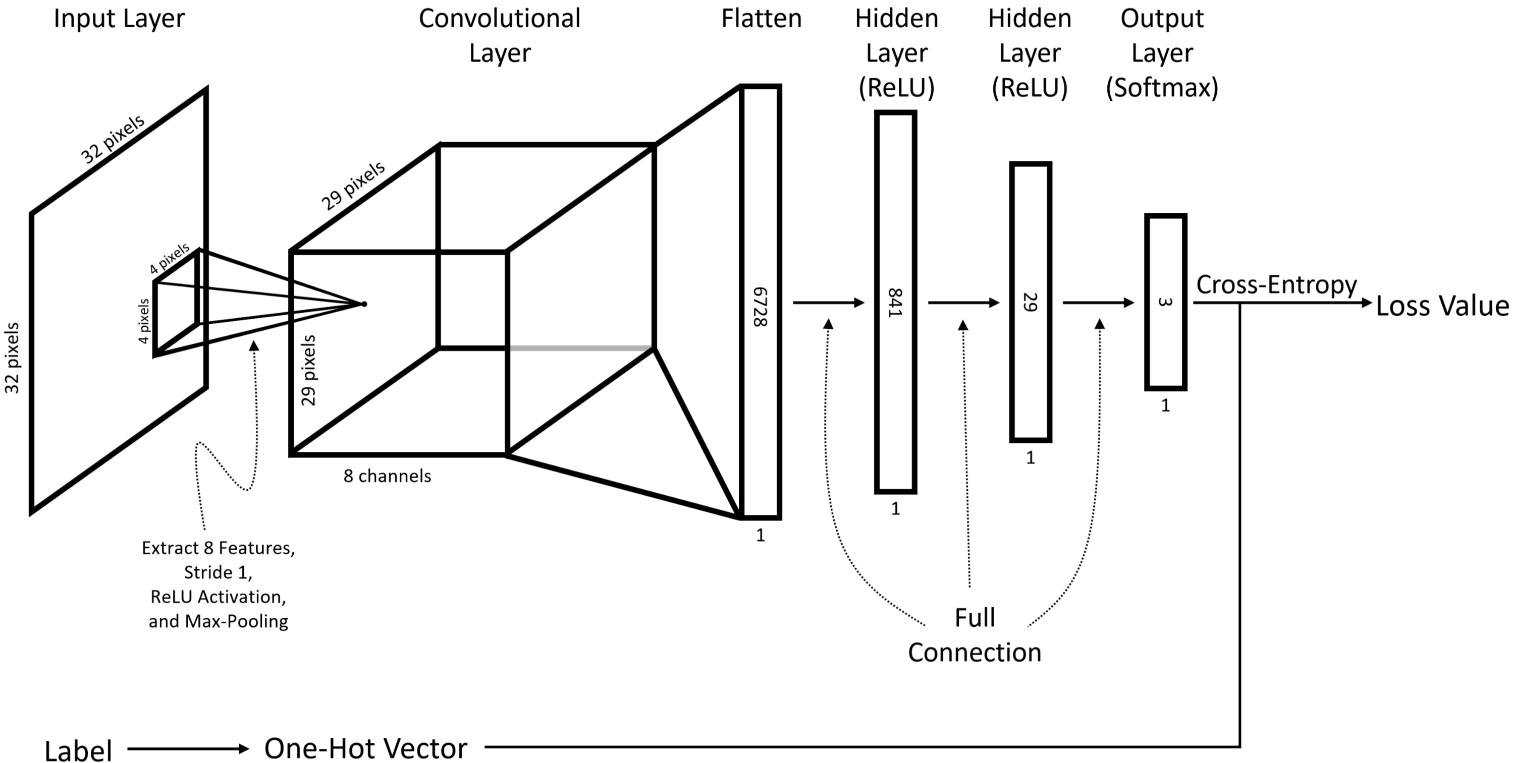 Input Layer
Convolutional
Layer
Flatten
Hidden
Layer
(ReLU)
Hidden
Layer
(ReLU)
Output
Layer
(Softmax)
32 pixels
32 pixels
4 pixels
4 pixels
29 pixels
29 pixels
8 channels
Extract 8 Features,
Stride 1,
ReLU Activation,
and Max-Pooling
6728
1
841
1
29
1
3
1
Cross-Entropy
Loss Value
Full
Connection
Label
One-Hot Vector